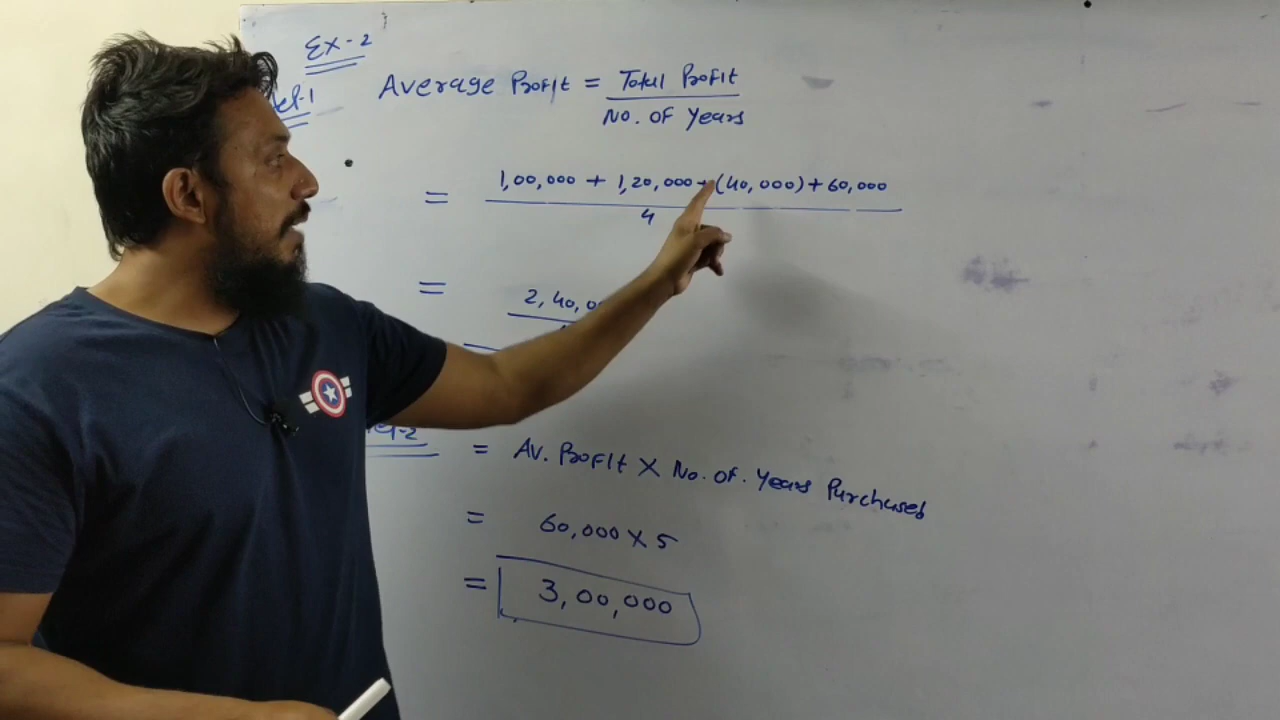 Ex-2
Average Profit = Total Profit
No. of Years
= 1,00,000 + 1,20,000 + (40,000) + 60,000
4
= 2,40,0
= Av. Profit X No. of. Years Purchased
= 60,000 X 5
= 3,00,000